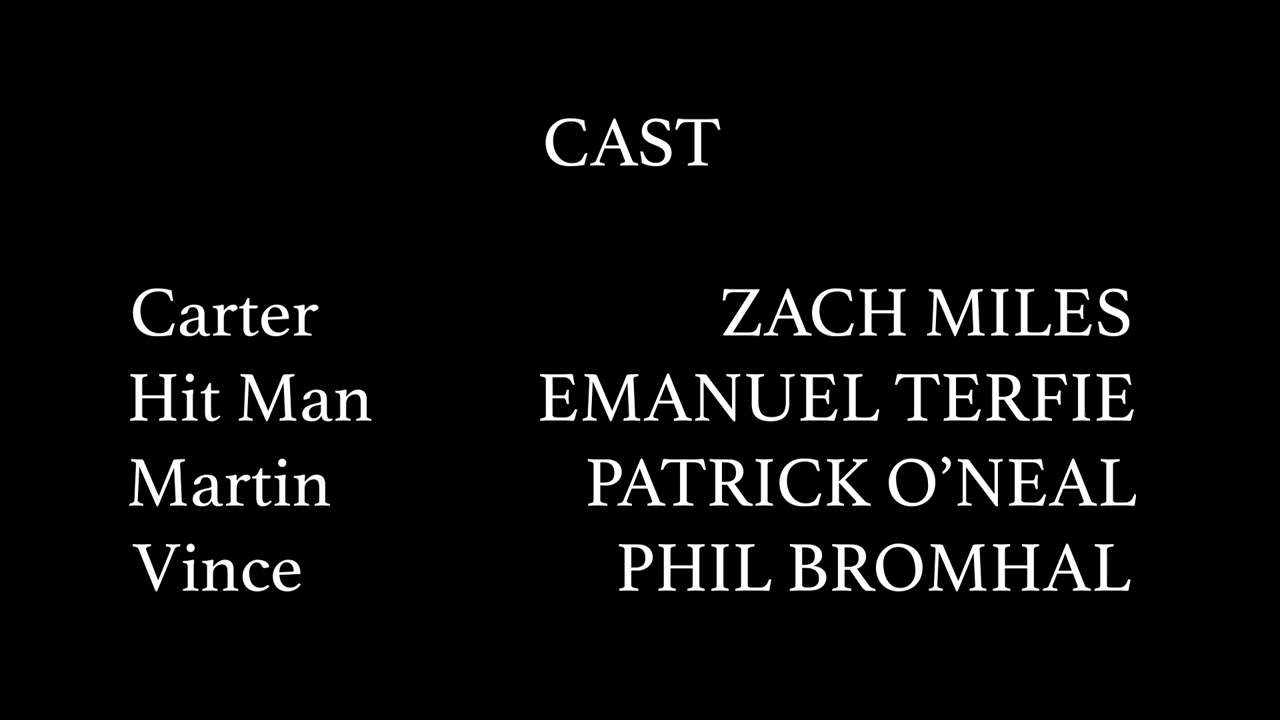 CAST
Carter ZACH MILES
Hit Man EMANUEL TERFIE
Martin PATRICK O’NEAL
Vince PHIL BROMHAL